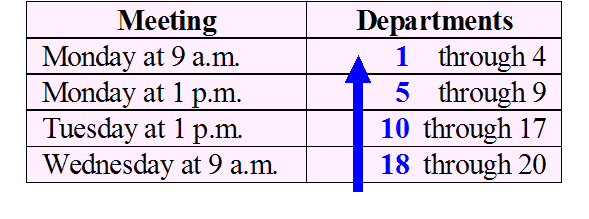 Meeting Departments
Monday at 9 a.m. 1 through 4
Monday at 1 p.m. 5 through 9
Tuesday at 1 p.m. 10 through 17
Wednesday at 9 a.m. 18 through 20